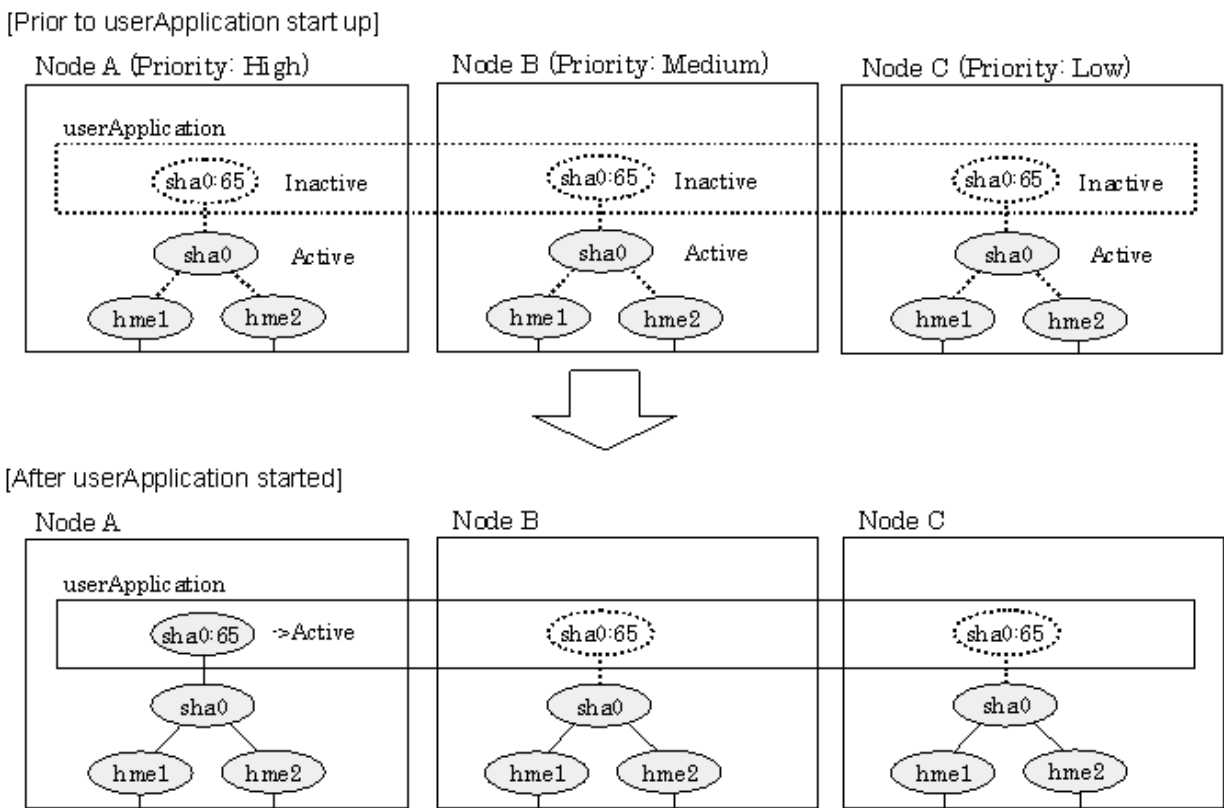 [Prior to userApplication start up]
Node A (Priority: High)
Node B (Priority: Medium)
Node C (Priority: Low)
userApplication
sha0:65 Inactive
sha0:65 Inactive
sha0:65 Inactive
sha0 Active
sha0 Active
sha0 Active
hme1 hme2
hme1 hme2
hme1 hme2
[After userApplication started]
Node A
Node B
Node C
userApplication
sha0:65 ->Active
sha0:65
sha0:65
sha0
sha0
sha0
hme1 hme2
hme1 hme2
hme1 hme2